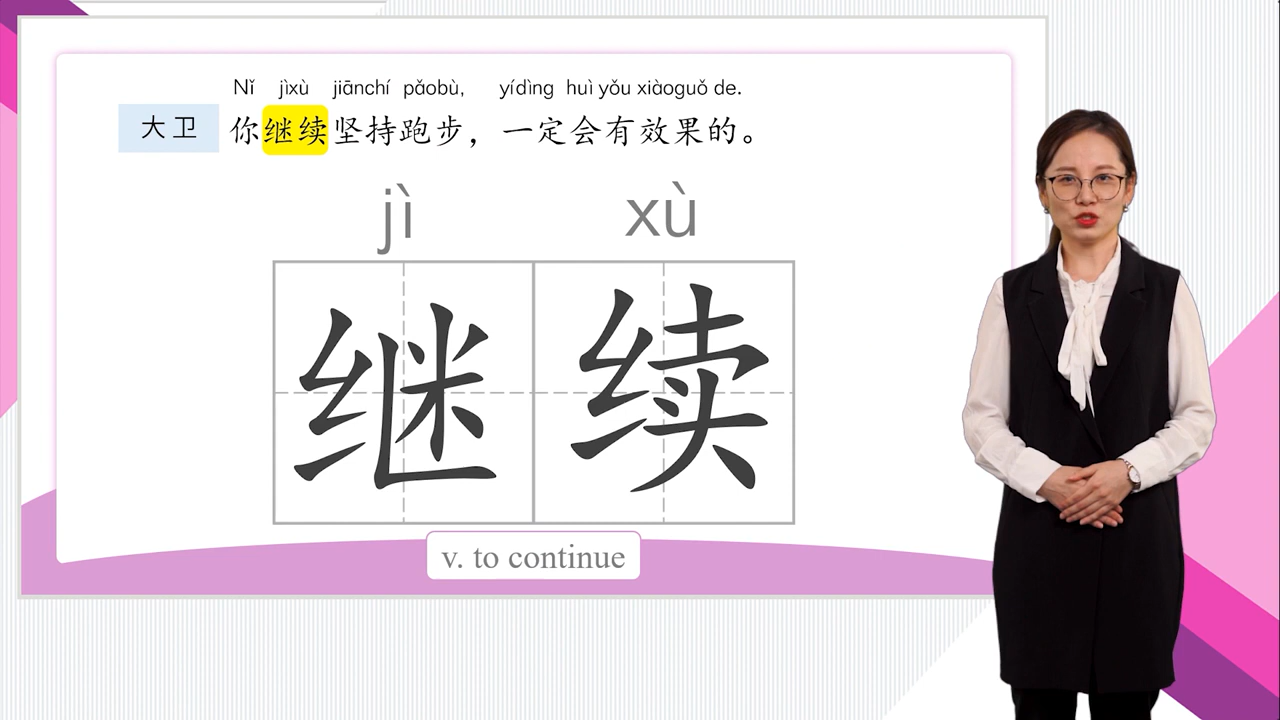 Nǐ jìxù jiānchí pǎobù, yídìng huì yǒu xiàoguǒ de.
大卫 你继续坚持跑步，一定会有效果的。
jì xù
继续
v. to continue